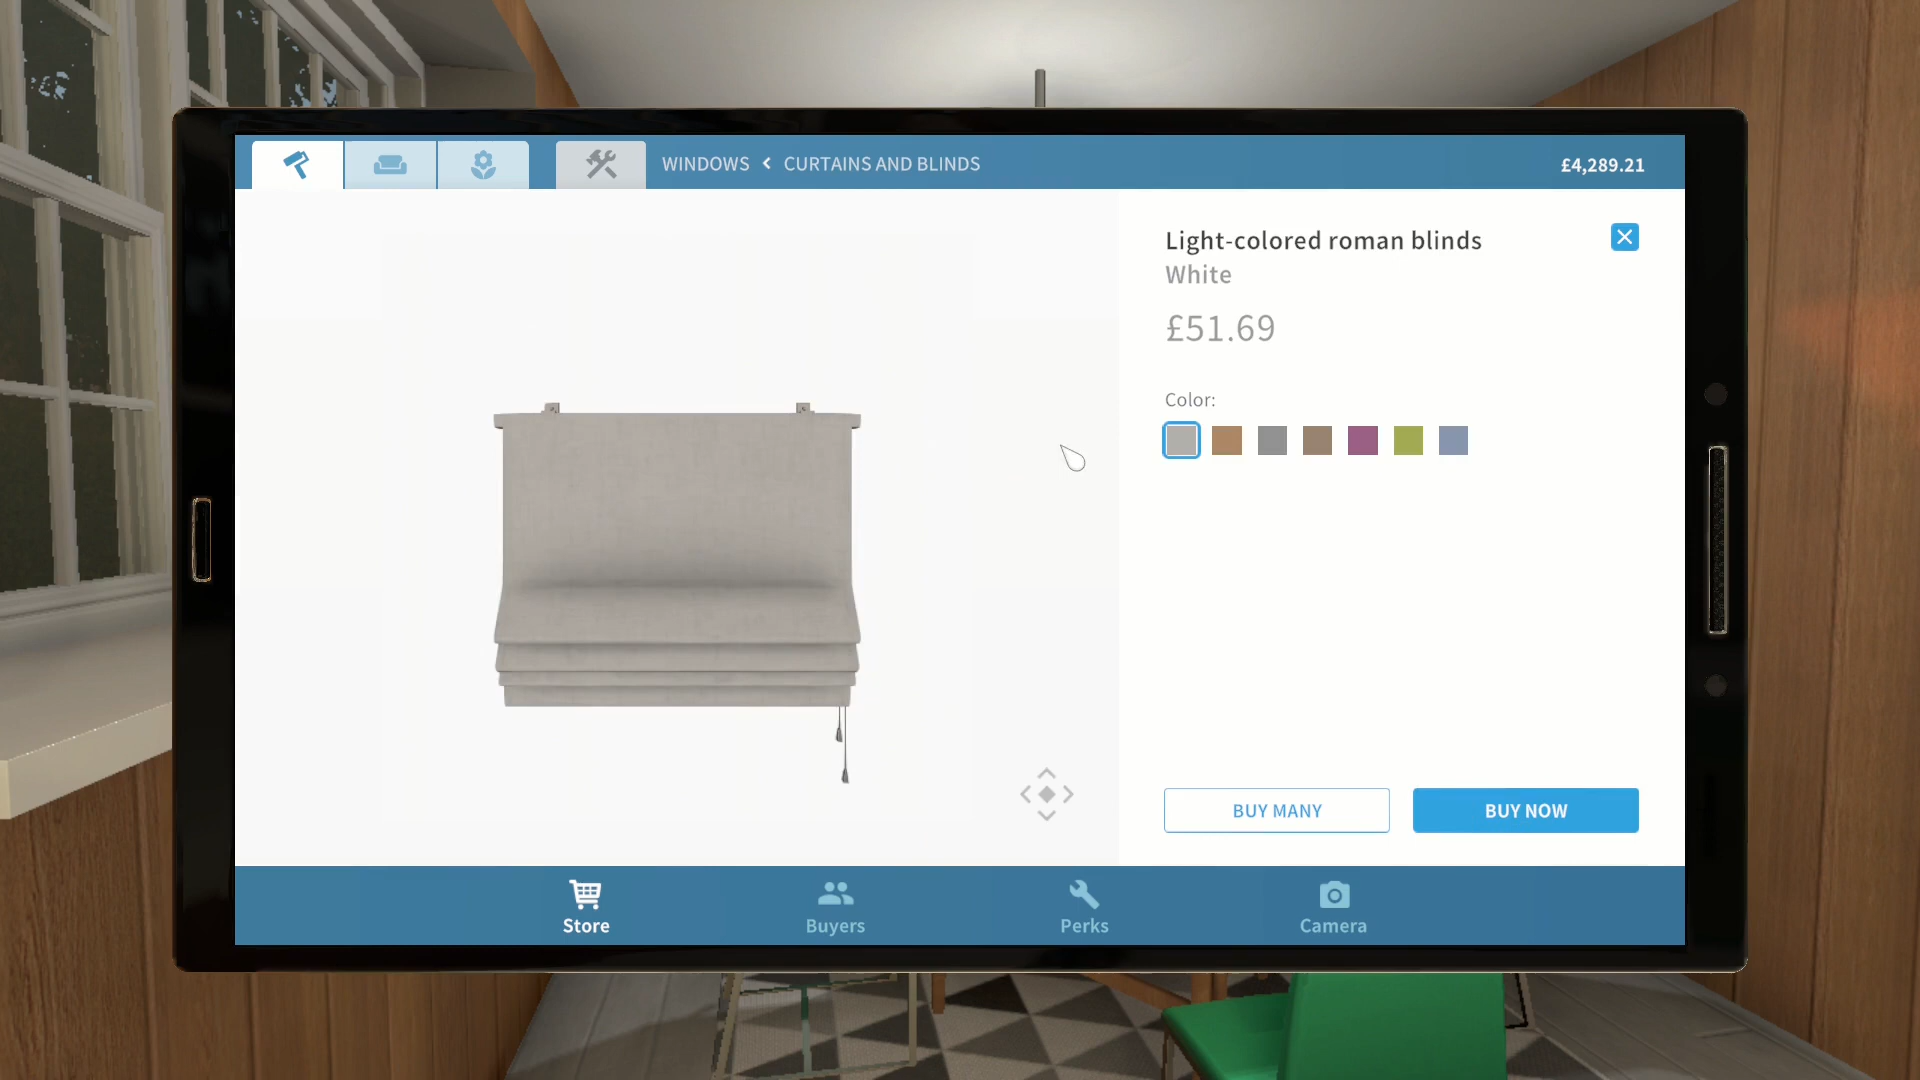 WINDOWS < CURTAINS AND BLINDS
£4,289.21
Light-colored roman blinds
White
£51.69
Color:
BUY MANY
BUY NOW
Store
Buyers
Perks
Camera